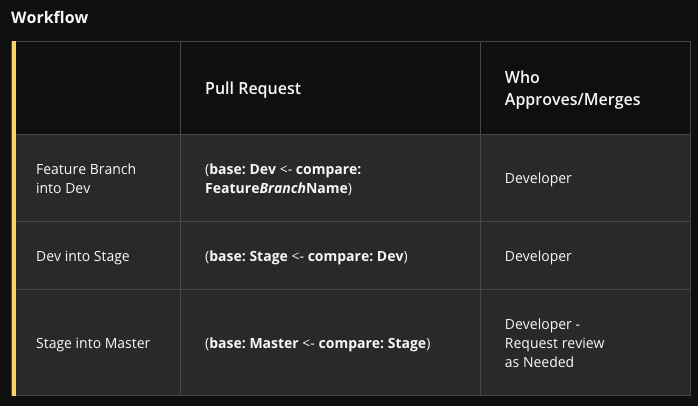 Workflow
Pull Request
Who
Approves/Merges
Feature Branch
into Dev
(base: Dev <- compare:
FeatureBranchName)
Developer
Dev into Stage
(base: Stage <- compare: Dev)
Developer
Stage into Master
(base: Master <- compare: Stage)
Developer -
Request review
as Needed